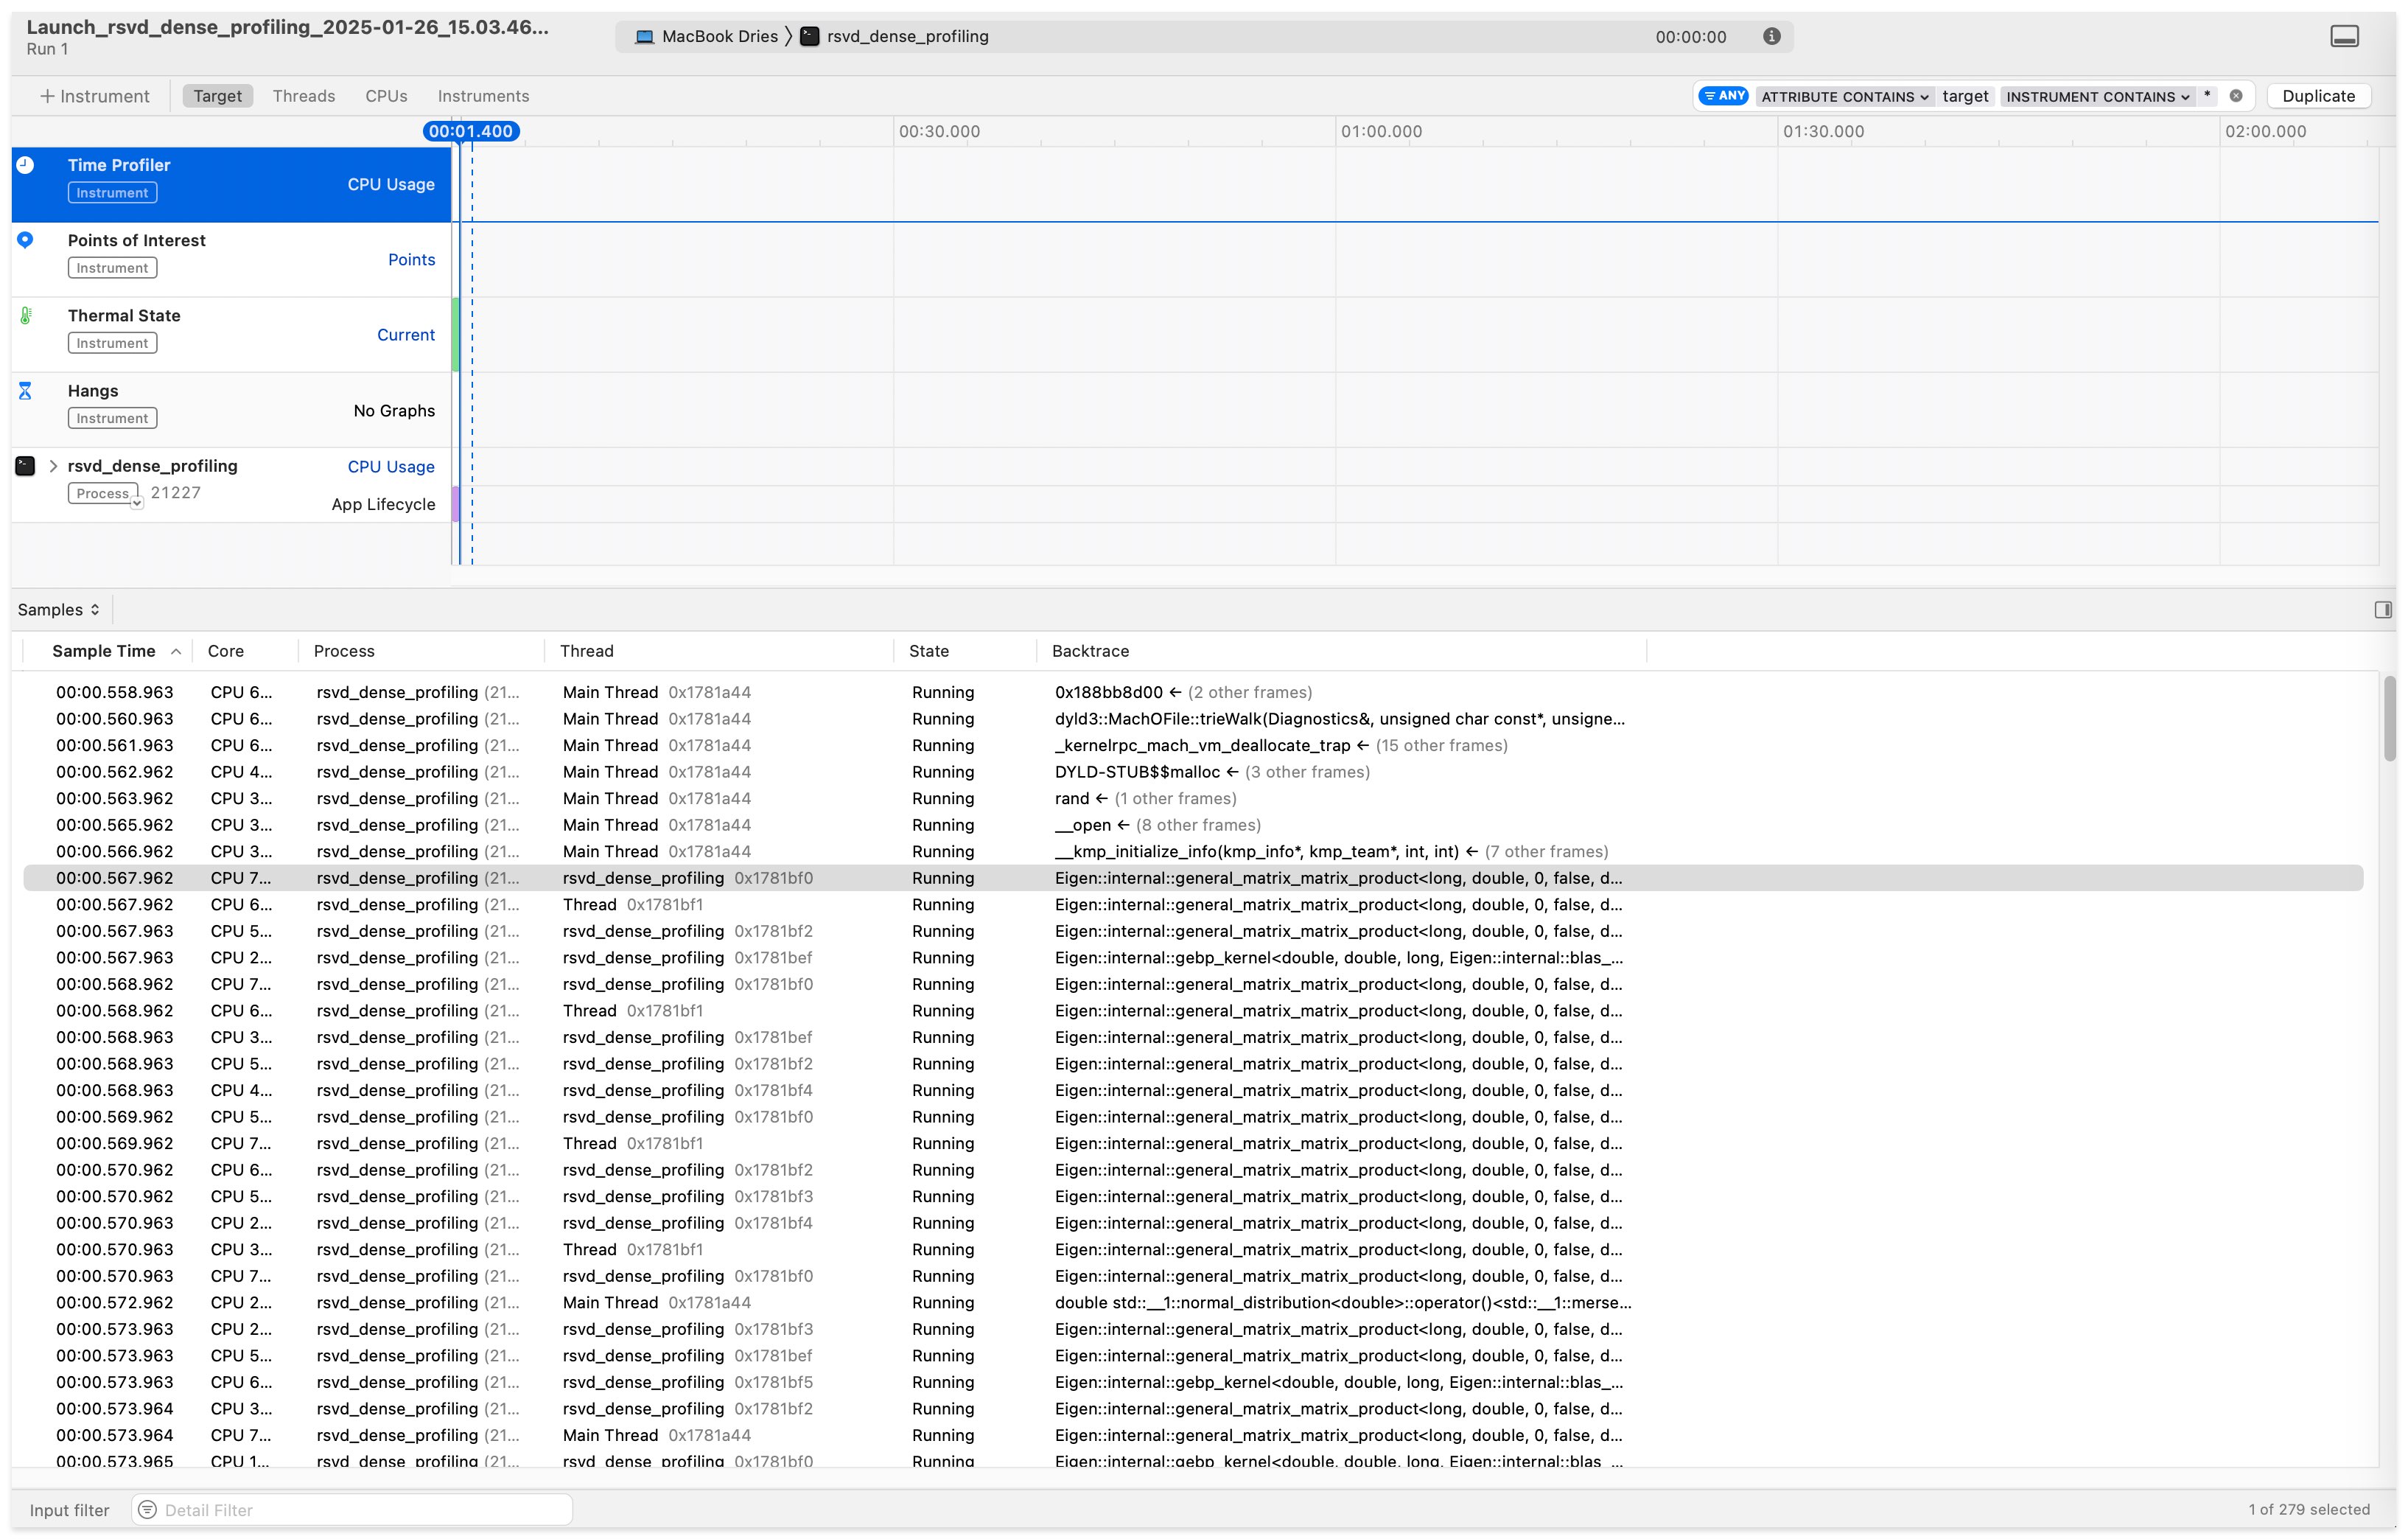 Launch_rsvd_dense_profiling_2025-01-26_15.03.46...
Run 1
MacBook Dries rsvd_dense_profiling 00:00:00
+ Instrument Target Threads CPUs Instruments ANY ATTRIBUTE CONTAINS target INSTRUMENT CONTAINS * Duplicate
00:01.400 00:30.000 01:00.000 01:30.000 02:00.000
Time Profiler
Instrument CPU Usage
Points of Interest
Instrument Points
Thermal State
Instrument Current
Hangs
Instrument No Graphs
rsvd_dense_profiling CPU Usage
Process 21227
App Lifecycle
Samples
Sample Time Core Process Thread State Backtrace
00:00.558.963 CPU 6... rsvd_dense_profiling (21... Main Thread 0x1781a44 Running 0x188bb8d00 ← (2 other frames)
00:00.560.963 CPU 6... rsvd_dense_profiling (21... Main Thread 0x1781a44 Running dyld3::MachOFile::trieWalk(Diagnostics&, unsigned char const*, unsigne...
00:00.561.963 CPU 6... rsvd_dense_profiling (21... Main Thread 0x1781a44 Running _kernelrpc_mach_vm_deallocate_trap ← (15 other frames)
00:00.562.962 CPU 4... rsvd_dense_profiling (21... Main Thread 0x1781a44 Running DYLD-STUB$$malloc ← (3 other frames)
00:00.563.962 CPU 3... rsvd_dense_profiling (21... Main Thread 0x1781a44 Running rand ← (1 other frames)
00:00.565.962 CPU 3... rsvd_dense_profiling (21... Main Thread 0x1781a44 Running __open ← (8 other frames)
00:00.566.962 CPU 3... rsvd_dense_profiling (21... Main Thread 0x1781a44 Running __kmp_initialize_info(kmp_info*, kmp_team*, int, int) ← (7 other frames)
00:00.567.962 CPU 7... rsvd_dense_profiling (21... rsvd_dense_profiling 0x1781bf0 Running Eigen::internal::general_matrix_matrix_product<long, double, 0, false, d...
00:00.567.962 CPU 6... rsvd_dense_profiling (21... Thread 0x1781bf1 Running Eigen::internal::general_matrix_matrix_product<long, double, 0, false, d...
00:00.567.963 CPU 5... rsvd_dense_profiling (21... rsvd_dense_profiling 0x1781bf2 Running Eigen::internal::general_matrix_matrix_product<long, double, 0, false, d...
00:00.567.963 CPU 2... rsvd_dense_profiling (21... rsvd_dense_profiling 0x1781bef Running Eigen::internal::gebp_kernel<double, double, long, Eigen::internal::blas_...
00:00.568.962 CPU 7... rsvd_dense_profiling (21... rsvd_dense_profiling 0x1781bf0 Running Eigen::internal::general_matrix_matrix_product<long, double, 0, false, d...
00:00.568.962 CPU 6... rsvd_dense_profiling (21... Thread 0x1781bf1 Running Eigen::internal::general_matrix_matrix_product<long, double, 0, false, d...
00:00.568.963 CPU 3... rsvd_dense_profiling (21... rsvd_dense_profiling 0x1781bef Running Eigen::internal::general_matrix_matrix_product<long, double, 0, false, d...
00:00.568.963 CPU 5... rsvd_dense_profiling (21... rsvd_dense_profiling 0x1781bf2 Running Eigen::internal::general_matrix_matrix_product<long, double, 0, false, d...
00:00.568.963 CPU 4... rsvd_dense_profiling (21... rsvd_dense_profiling 0x1781bf4 Running Eigen::internal::general_matrix_matrix_product<long, double, 0, false, d...
00:00.569.962 CPU 5... rsvd_dense_profiling (21... rsvd_dense_profiling 0x1781bf0 Running Eigen::internal::general_matrix_matrix_product<long, double, 0, false, d...
00:00.569.962 CPU 7... rsvd_dense_profiling (21... Thread 0x1781bf1 Running Eigen::internal::general_matrix_matrix_product<long, double, 0, false, d...
00:00.570.962 CPU 6... rsvd_dense_profiling (21... rsvd_dense_profiling 0x1781bf2 Running Eigen::internal::general_matrix_matrix_product<long, double, 0, false, d...
00:00.570.962 CPU 5... rsvd_dense_profiling (21... rsvd_dense_profiling 0x1781bf3 Running Eigen::internal::general_matrix_matrix_product<long, double, 0, false, d...
00:00.570.963 CPU 2... rsvd_dense_profiling (21... rsvd_dense_profiling 0x1781bf4 Running Eigen::internal::general_matrix_matrix_product<long, double, 0, false, d...
00:00.570.963 CPU 3... rsvd_dense_profiling (21... Thread 0x1781bf1 Running Eigen::internal::general_matrix_matrix_product<long, double, 0, false, d...
00:00.570.963 CPU 7... rsvd_dense_profiling (21... rsvd_dense_profiling 0x1781bf0 Running Eigen::internal::general_matrix_matrix_product<long, double, 0, false, d...
00:00.572.962 CPU 2... rsvd_dense_profiling (21... Main Thread 0x1781a44 Running double std::__1::normal_distribution<double>::operator()<std::__1::merse...
00:00.573.963 CPU 2... rsvd_dense_profiling (21... rsvd_dense_profiling 0x1781bf3 Running Eigen::internal::general_matrix_matrix_product<long, double, 0, false, d...
00:00.573.963 CPU 5... rsvd_dense_profiling (21... rsvd_dense_profiling 0x1781bef Running Eigen::internal::general_matrix_matrix_product<long, double, 0, false, d...
00:00.573.963 CPU 6... rsvd_dense_profiling (21... rsvd_dense_profiling 0x1781bf5 Running Eigen::internal::gebp_kernel<double, double, long, Eigen::internal::blas_...
00:00.573.964 CPU 3... rsvd_dense_profiling (21... rsvd_dense_profiling 0x1781bf2 Running Eigen::internal::general_matrix_matrix_product<long, double, 0, false, d...
00:00.573.964 CPU 7... rsvd_dense_profiling (21... Main Thread 0x1781a44 Running Eigen::internal::general_matrix_matrix_product<long, double, 0, false, d...
00:00.573.965 CPU 1... rsvd_dense_profiling (21... rsvd_dense_profiling 0x1781bf0 Running Eigen::internal::gebp_kernel<double, double, long, Eigen::internal::blas_...
Input filter Detail Filter 1 of 279 selected